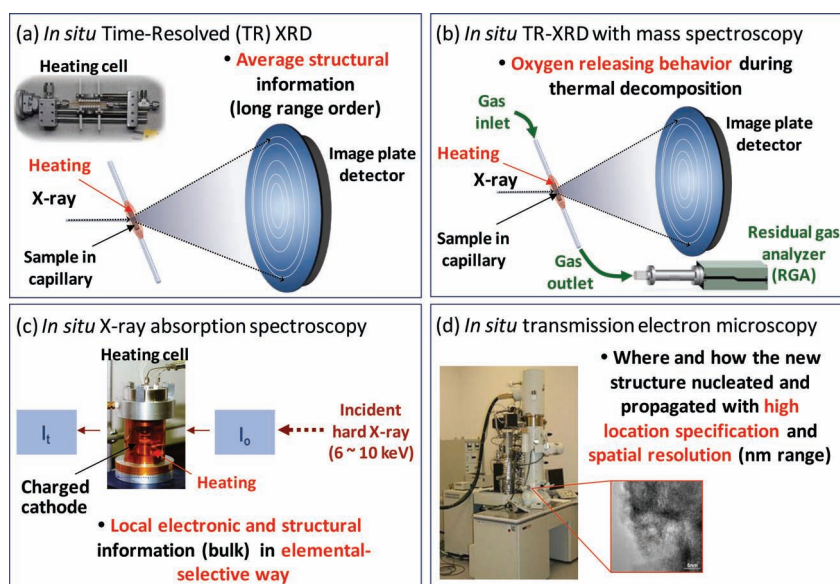 (a) In situ Time-Resolved (TR) XRD
Heating cell
• Average structural
information
(long range order)
Image plate
detector
Heating
X-ray
Sample in
capillary
(b) In situ TR-XRD with mass spectroscopy
• Oxygen releasing behavior during
thermal decomposition
Gas
inlet
Image plate
detector
Heating
X-ray
Sample in
capillary
Gas
outlet
Residual gas
analyzer
(RGA)
(c) In situ X-ray absorption spectroscopy
Heating cell
It
Io
Incident
hard X-ray
(6 ~ 10 keV)
Charged
cathode
Heating
• Local electronic and structural
information (bulk) in elemental-
selective way
(d) In situ transmission electron microscopy
• Where and how the new
structure nucleated and
propagated with high
location specification and
spatial resolution (nm range)